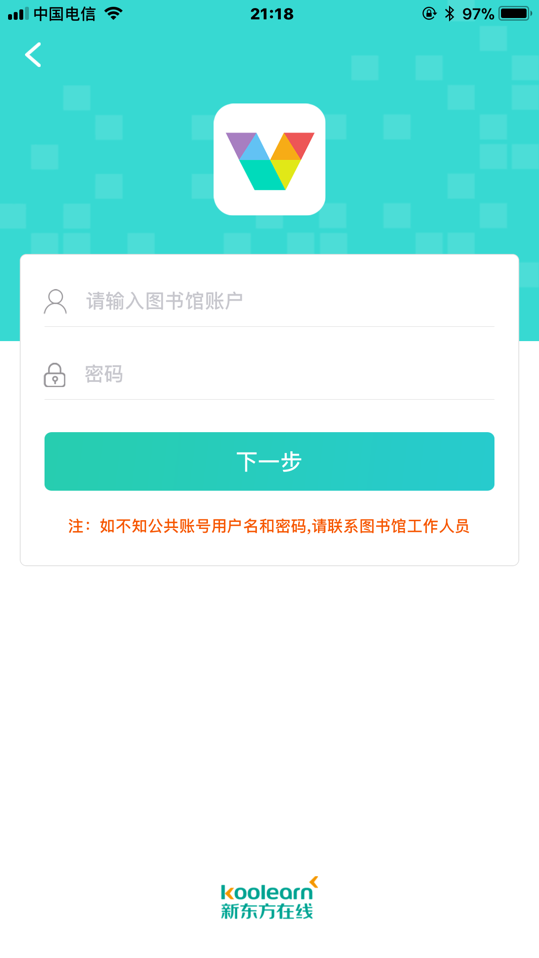 中国电信 21:18 97%
请输入图书馆账户
密码
下一步
注：如不知公共账号用户名和密码,请联系图书馆工作人员
koolearn
新东方在线